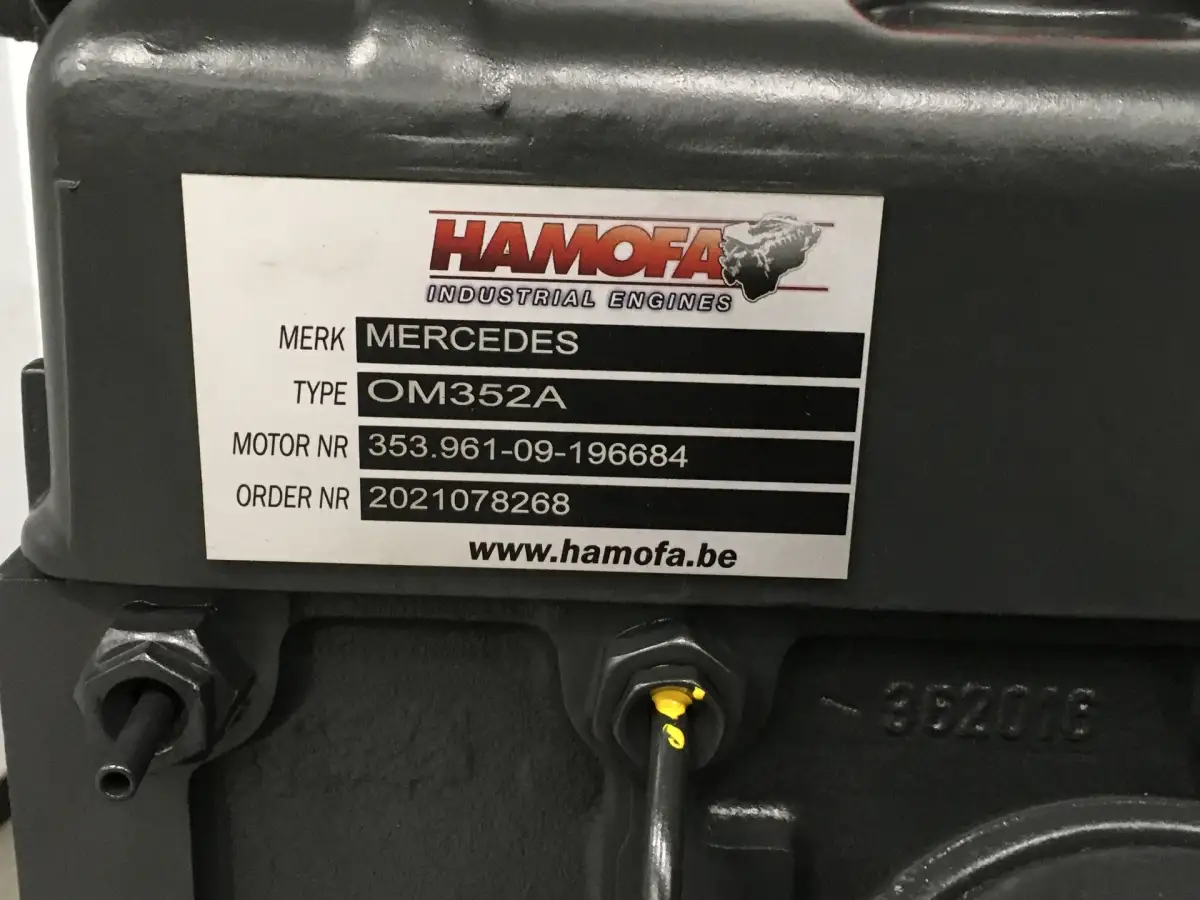 HAMOFA
INDUSTRIAL ENGINES
MERK MERCEDES
TYPE OM352A
MOTOR NR 353.961-09-196684
ORDER NR 2021078268
www.hamofa.be